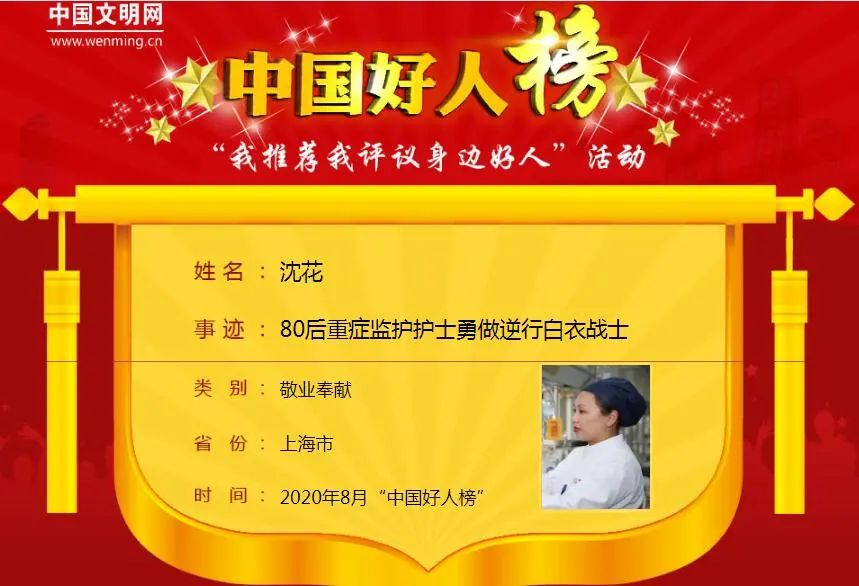 中国文明网
www.wenming.cn
中国好人榜
“我推荐我评议身边好人”活动
姓名：沈花
事迹：80后重症监护护士勇做逆行白衣战士
类别：敬业奉献
省份：上海市
时间：2020年8月“中国好人榜”